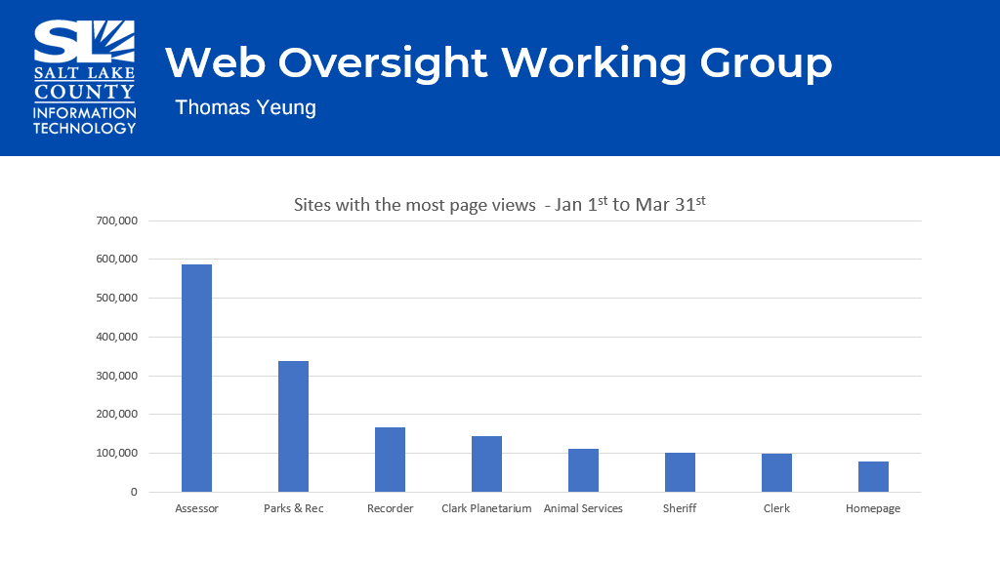 SL
SALT LAKE
COUNTY
INFORMATION
TECHNOLOGY
Web Oversight Working Group
Thomas Yeung
Sites with the most page views - Jan 1st to Mar 31st
700,000
600,000
500,000
400,000
300,000
200,000
100,000
0
Assessor Parks & Rec Recorder Clark Planetarium Animal Services Sheriff Clerk Homepage